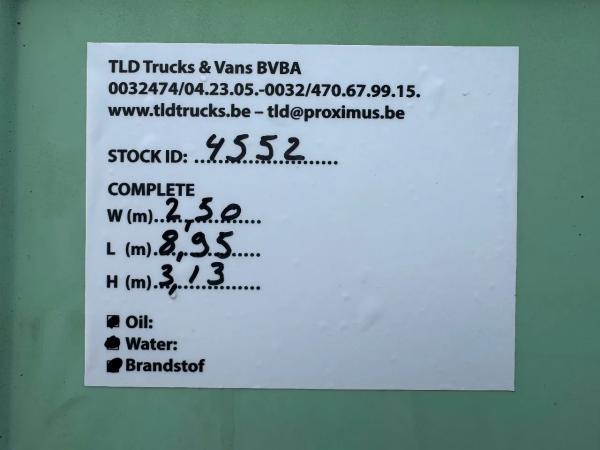 TLD Trucks & Vans BVBA
0032474/04.23.05.-0032/470.67.99.15.
www.tldtrucks.be – tld@proximus.be
STOCK ID: 4552
COMPLETE
W (m)..2,50
L (m)..8,95
H (m)..3,13
Oil:
Water:
Brandstof